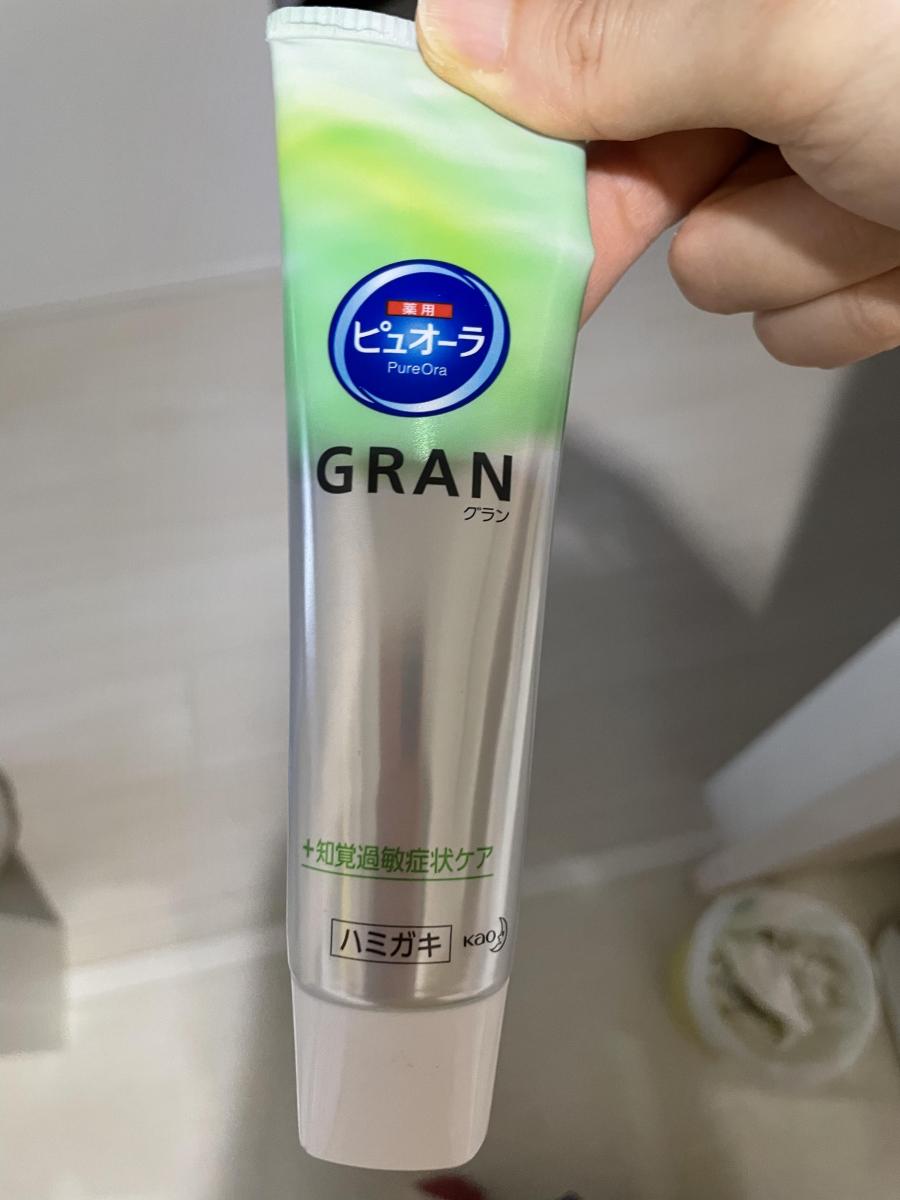 薬用
ピュオーラ
PureOra
GRAN
グラン
+知覚過敏症状ケア
ハミガキ
Kao